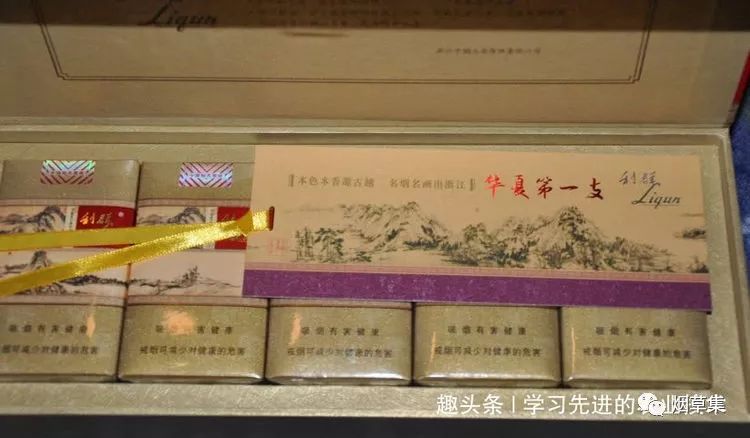 Liqun
本色本香源古越 名烟名画出浙江
华夏第一支
利群
Liqun
利群
利群
吸烟有害健康
戒烟可减少对健康的危害
吸烟有害健康
戒烟可减少对健康的危害
吸烟有害健康
戒烟可减少对健康的危害
吸烟有害健康
戒烟可减少对健康的危害
吸烟有害健康
戒烟可减少对健康的危害
趣头条 | 学习先进的
烟草集